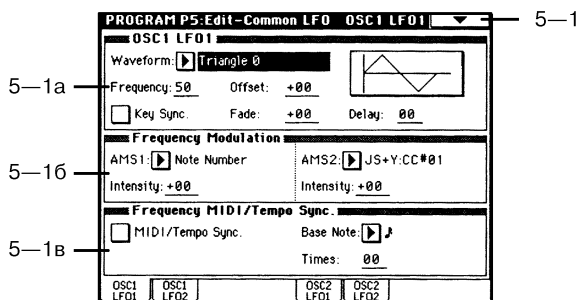 PROGRAM P5:Edit-Common LFO OSC1 LFO1
5—1
OSC1 LFO1
Waveform: Triangle 0
5—1а
Frequency: 50 Offset: +00
Key Sync. Fade: +00 Delay: 00
Frequency Modulation
AMS1: Note Number AMS2: JS+Y:CC#01
5—1б
Intensity: +00 Intensity: +00
Frequency MIDI/Tempo Sync.
MIDI/Tempo Sync. Base Note: ♪
5—1в
Times: 00
OSC1 LFO1 OSC1 LFO2 OSC2 LFO1 OSC2 LFO2